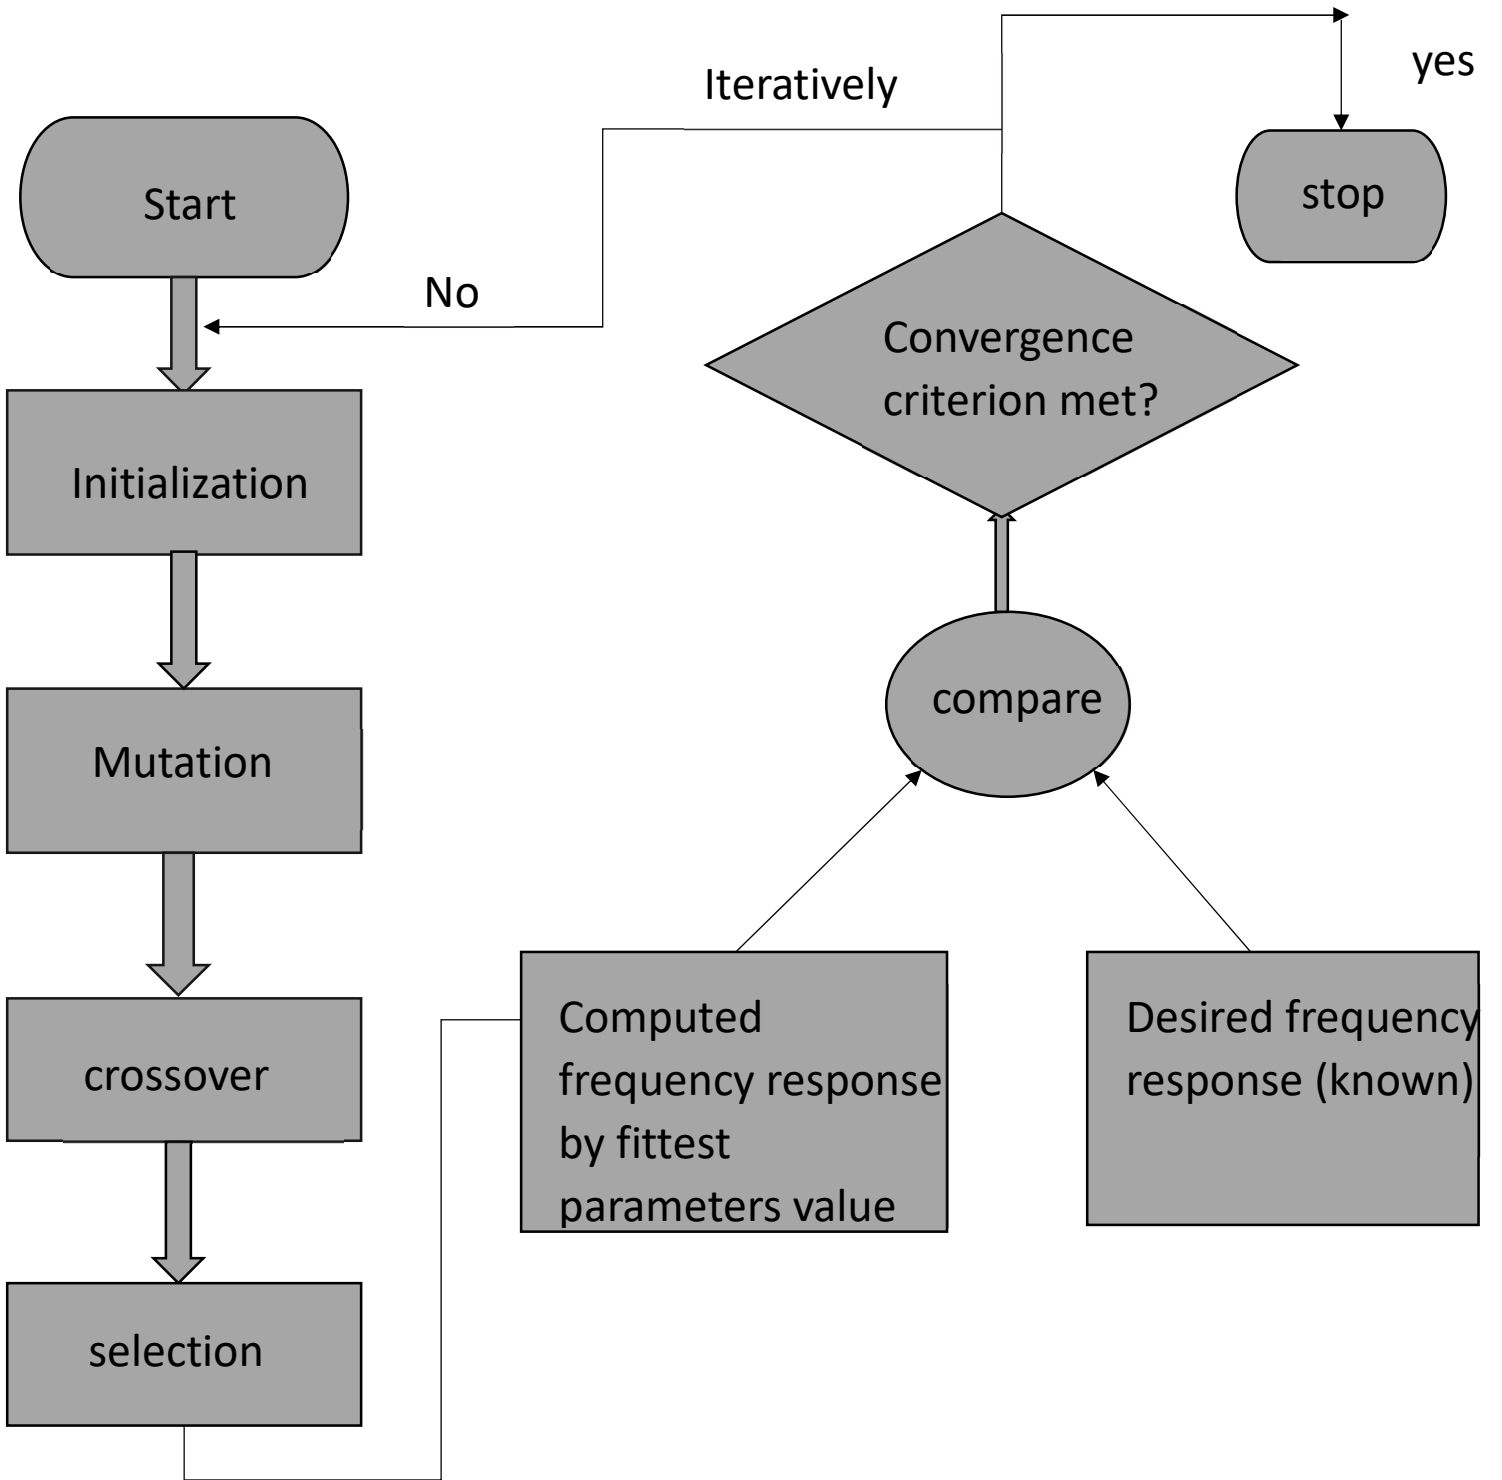 Start
Initialization
Mutation
crossover
selection
No
Iteratively
yes
stop
Convergence
criterion met?
compare
Computed
frequency response
by fittest
parameters value
Desired frequency
response (known)